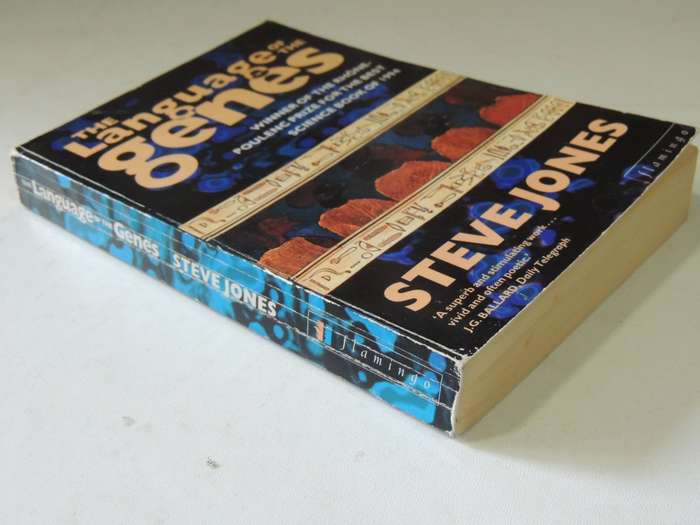 THE
Language OF
THE
genes
WINNER OF THE RHÔNE-
POULENC PRIZE FOR THE BEST
SCIENCE BOOK OF 1994
STEVE JONES
'A superb and stimulating work . . .
vivid and often poetic.'
J.G. BALLARD, Daily Telegraph
flamingo
THE Language OF THE Genes STEVE JONES flamingo